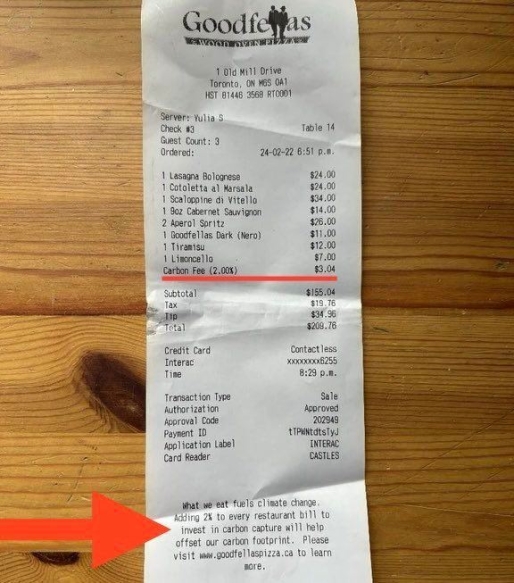 Goodfellas
WOOD OVEN PIZZA
1 Old Mill Drive
Toronto, ON M6S 0A1
HST 81446 3568 RT0001
Server: Yulia S
Check #3 Table 14
Guest Count: 3
Ordered: 24-02-22 6:51 p.m.
1 Lasagna Bolognese $24.00
1 Cotoletta al Marsala $24.00
1 Scaloppine di Vitello $34.00
1 9oz Cabernet Sauvignon $14.00
2 Aperol Spritz $26.00
1 Goodfellas Dark (Nero) $11.00
1 Tiramisu $12.00
1 Limoncello $7.00
Carbon Fee (2.00%) $3.04
Subtotal $155.04
Tax $19.76
Tip $34.96
Total $209.76
Credit Card Contactless
Interac xxxxxxxx6255
Time 8:29 p.m.
Transaction Type Sale
Authorization Approved
Approval Code 202949
Payment ID tTPWNtdtsTyJ
Application Label INTERAC
Card Reader CASTLES
What we eat fuels climate change.
Adding 2% to every restaurant bill to
invest in carbon capture will help
offset our carbon footprint. Please
visit www.goodfellaspizza.ca to learn
more.